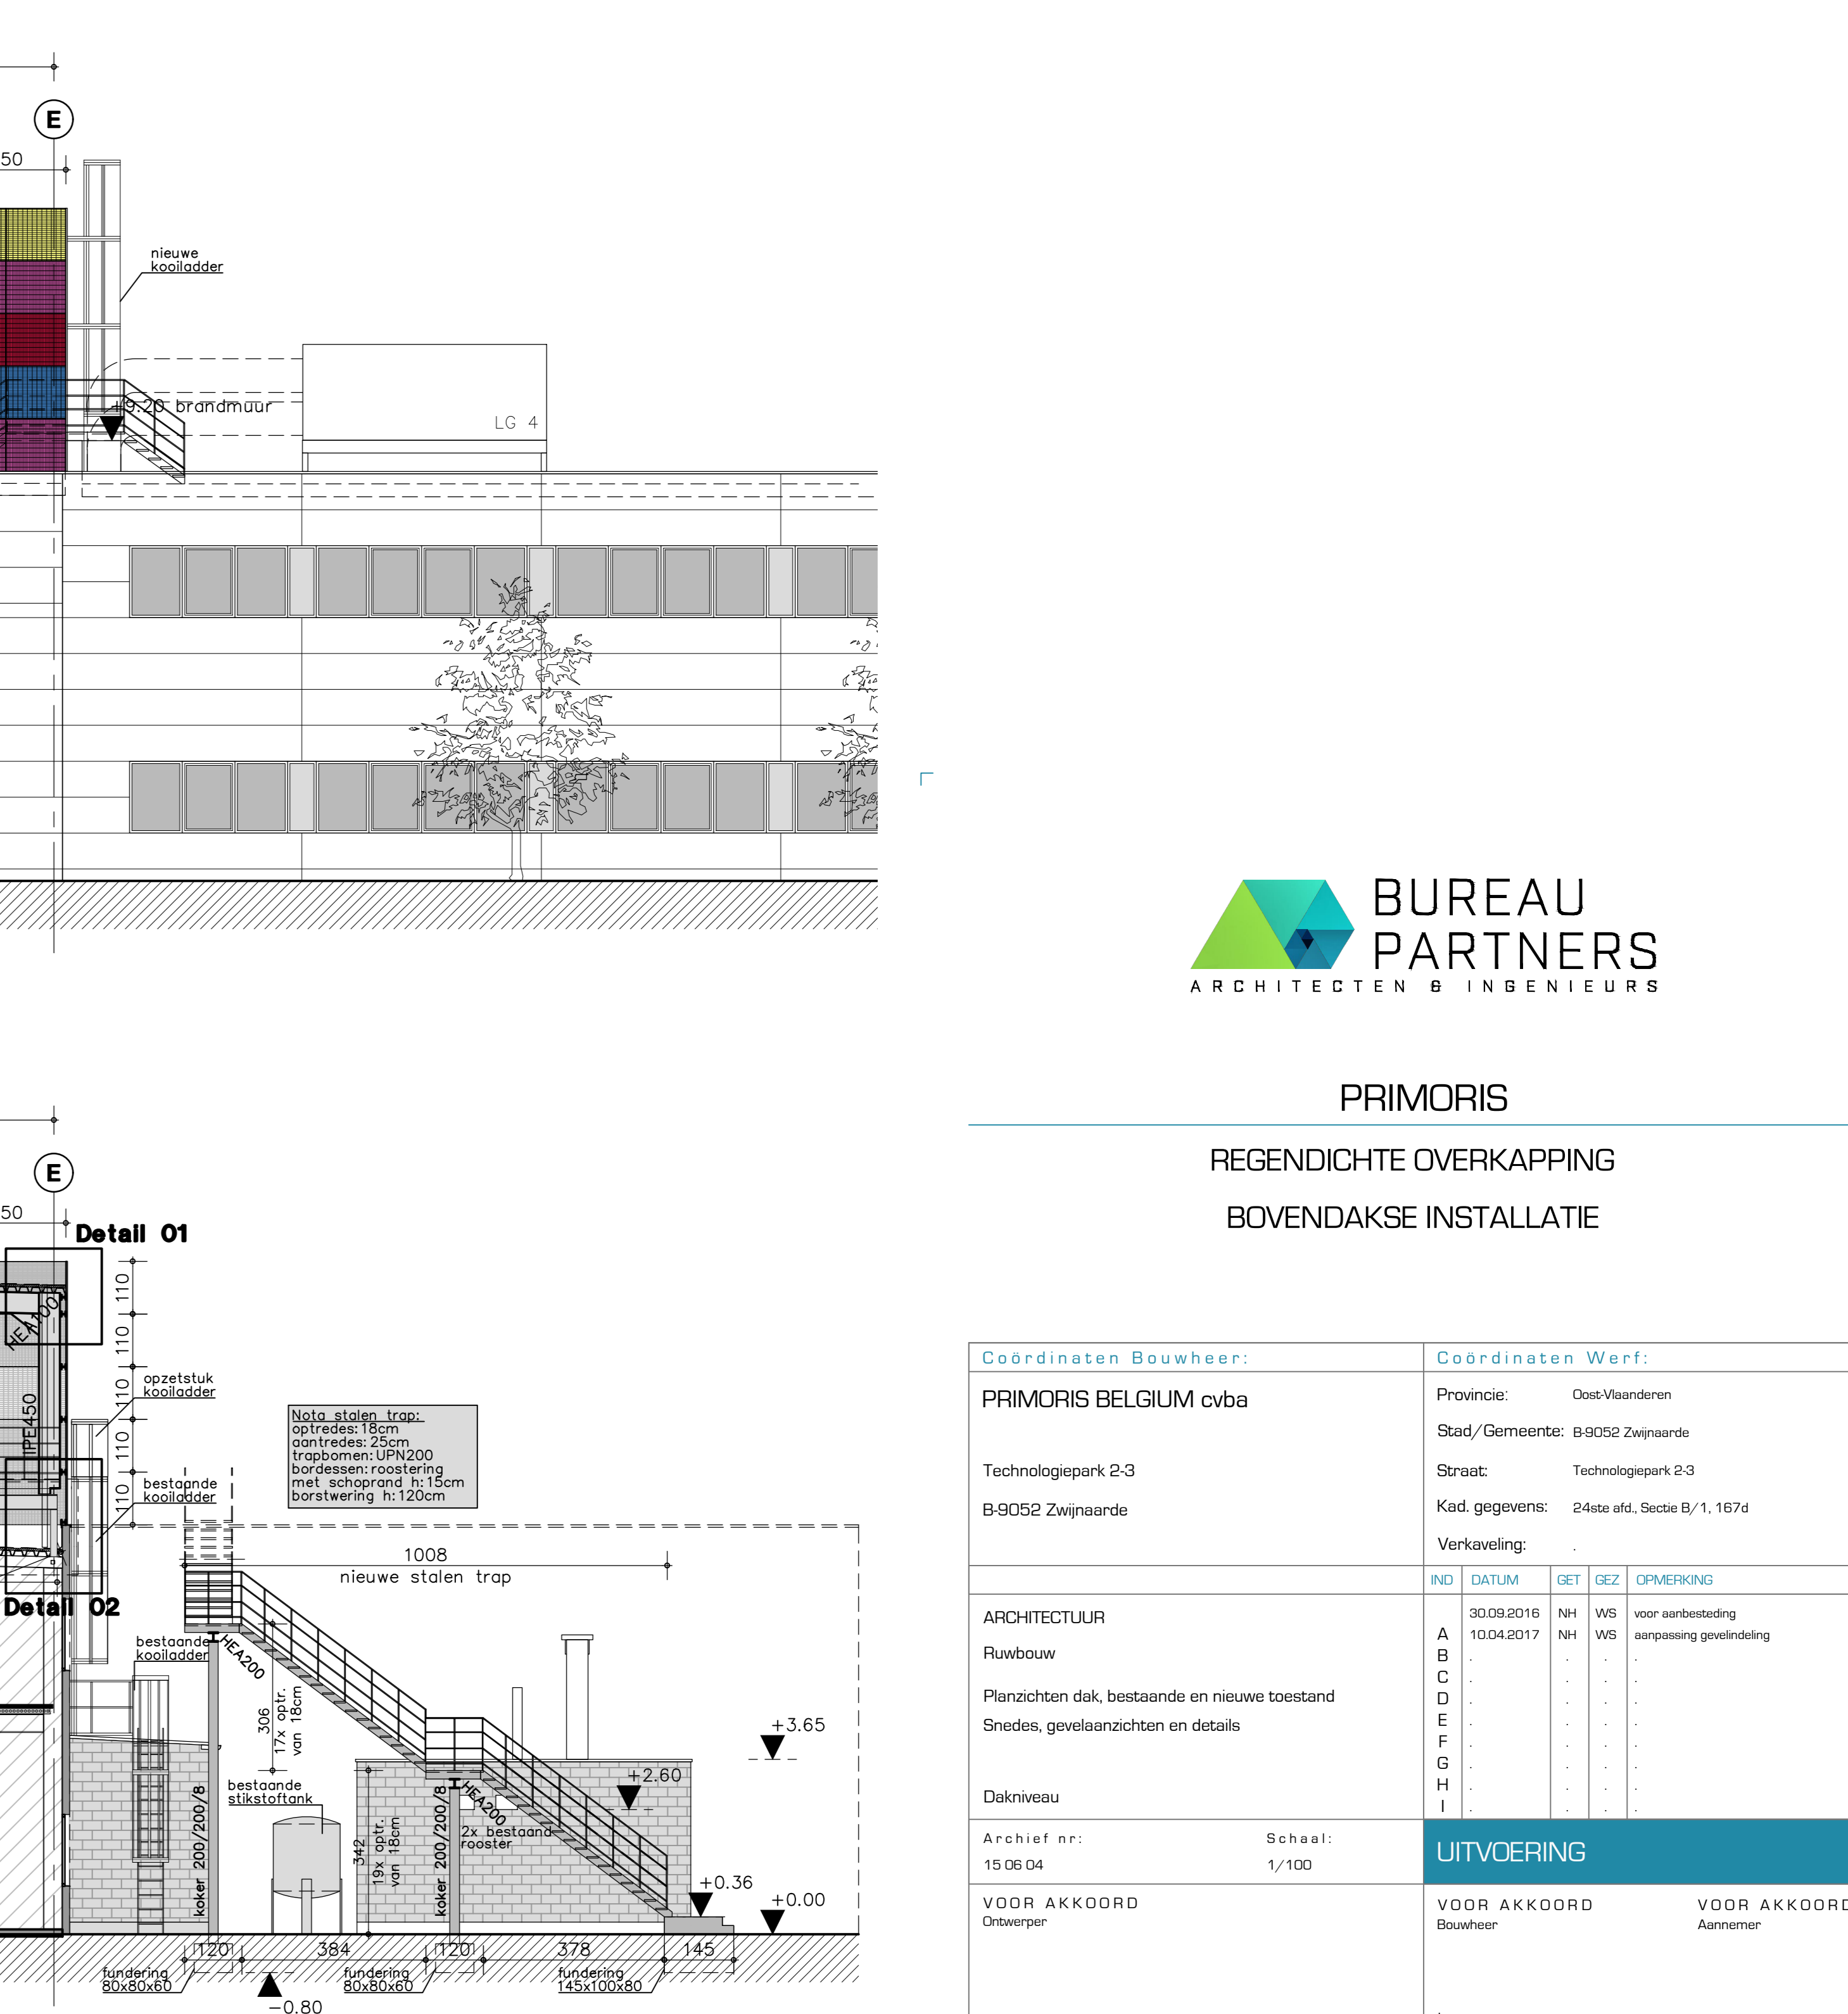 E
50
nieuwe
kooiladder
+9.20 brandmuur
LG 4
BUREAU
PARTNERS
ARCHITECTEN & INGENIEURS
PRIMORIS
REGENDICHTE OVERKAPPING
BOVENDAKSE INSTALLATIE
E
50
Detail 01
110
110
110
110
110
HEA100
IPE450
opzetstuk
kooiladder
bestaande
kooiladder
Detail 02
Nota stalen trap:
optredes: 18cm
aantredes: 25cm
trapbomen: UPN200
bordessen: roostering
met schoprand h: 15cm
borstwering h: 120cm
1008
nieuwe stalen trap
bestaande
kooiladder
HEA200
306
17x optr.
van 18cm
+3.65
+2.60
bestaande
stikstoftank
HEA200
2x bestaand
rooster
koker 200/200/8
342
19x optr.
van 18cm
koker 200/200/8
+0.36
+0.00
120
384
120
378
145
fundering
80x80x60
fundering
80x80x60
fundering
145x100x80
-0.80
Coördinaten Bouwheer:
PRIMORIS BELGIUM cvba
Technologiepark 2-3
B-9052 Zwijnaarde
Coördinaten Werf:
Provincie: Oost-Vlaanderen
Stad/Gemeente: B-9052 Zwijnaarde
Straat: Technologiepark 2-3
Kad. gegevens: 24ste afd., Sectie B/1, 167d
Verkaveling: .
IND DATUM GET GEZ OPMERKING
30.09.2016 NH WS voor aanbesteding
A 10.04.2017 NH WS aanpassing gevelindeling
B . . . .
C . . . .
D . . . .
E . . . .
F . . . .
G . . . .
H . . . .
I . . . .
ARCHITECTUUR
Ruwbouw
Planzichten dak, bestaande en nieuwe toestand
Snedes, gevelaanzichten en details
Dakniveau
Archief nr: Schaal:
15 06 04 1/100
UITVOERING
VOOR AKKOORD
Ontwerper
VOOR AKKOORD
Bouwheer
VOOR AKKOORD
Aannemer